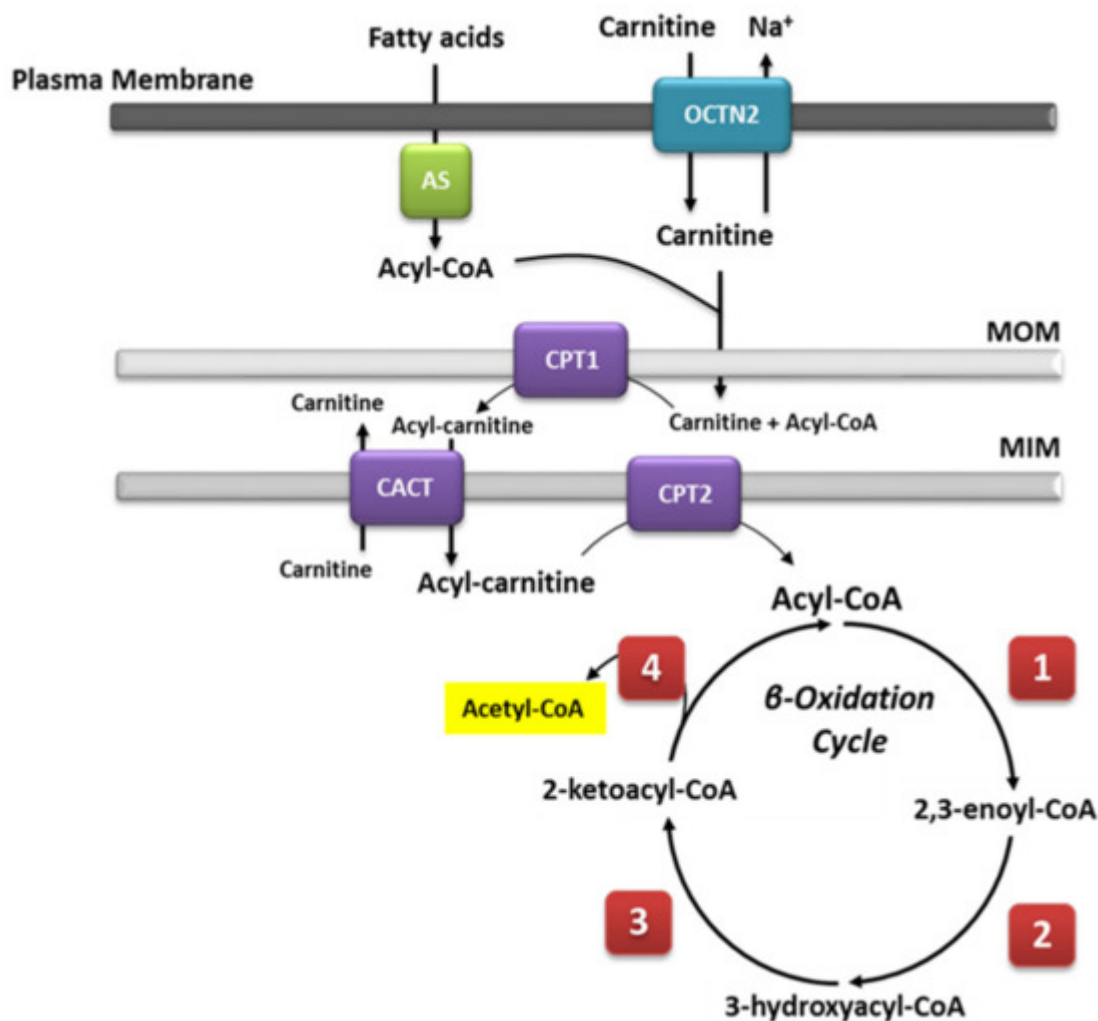 Carnitine
Na⁺
Fatty acids
Plasma Membrane
OCTN2
AS
Carnitine
Acyl-CoA
MOM
CPT1
Carnitine
Acyl-carnitine
Carnitine + Acyl-CoA
MIM
CACT
CPT2
Carnitine
Acyl-carnitine
Acyl-CoA
4
1
β-Oxidation
Cycle
Acetyl-CoA
2-ketoacyl-CoA
2,3-enoyl-CoA
3
2
3-hydroxyacyl-CoA